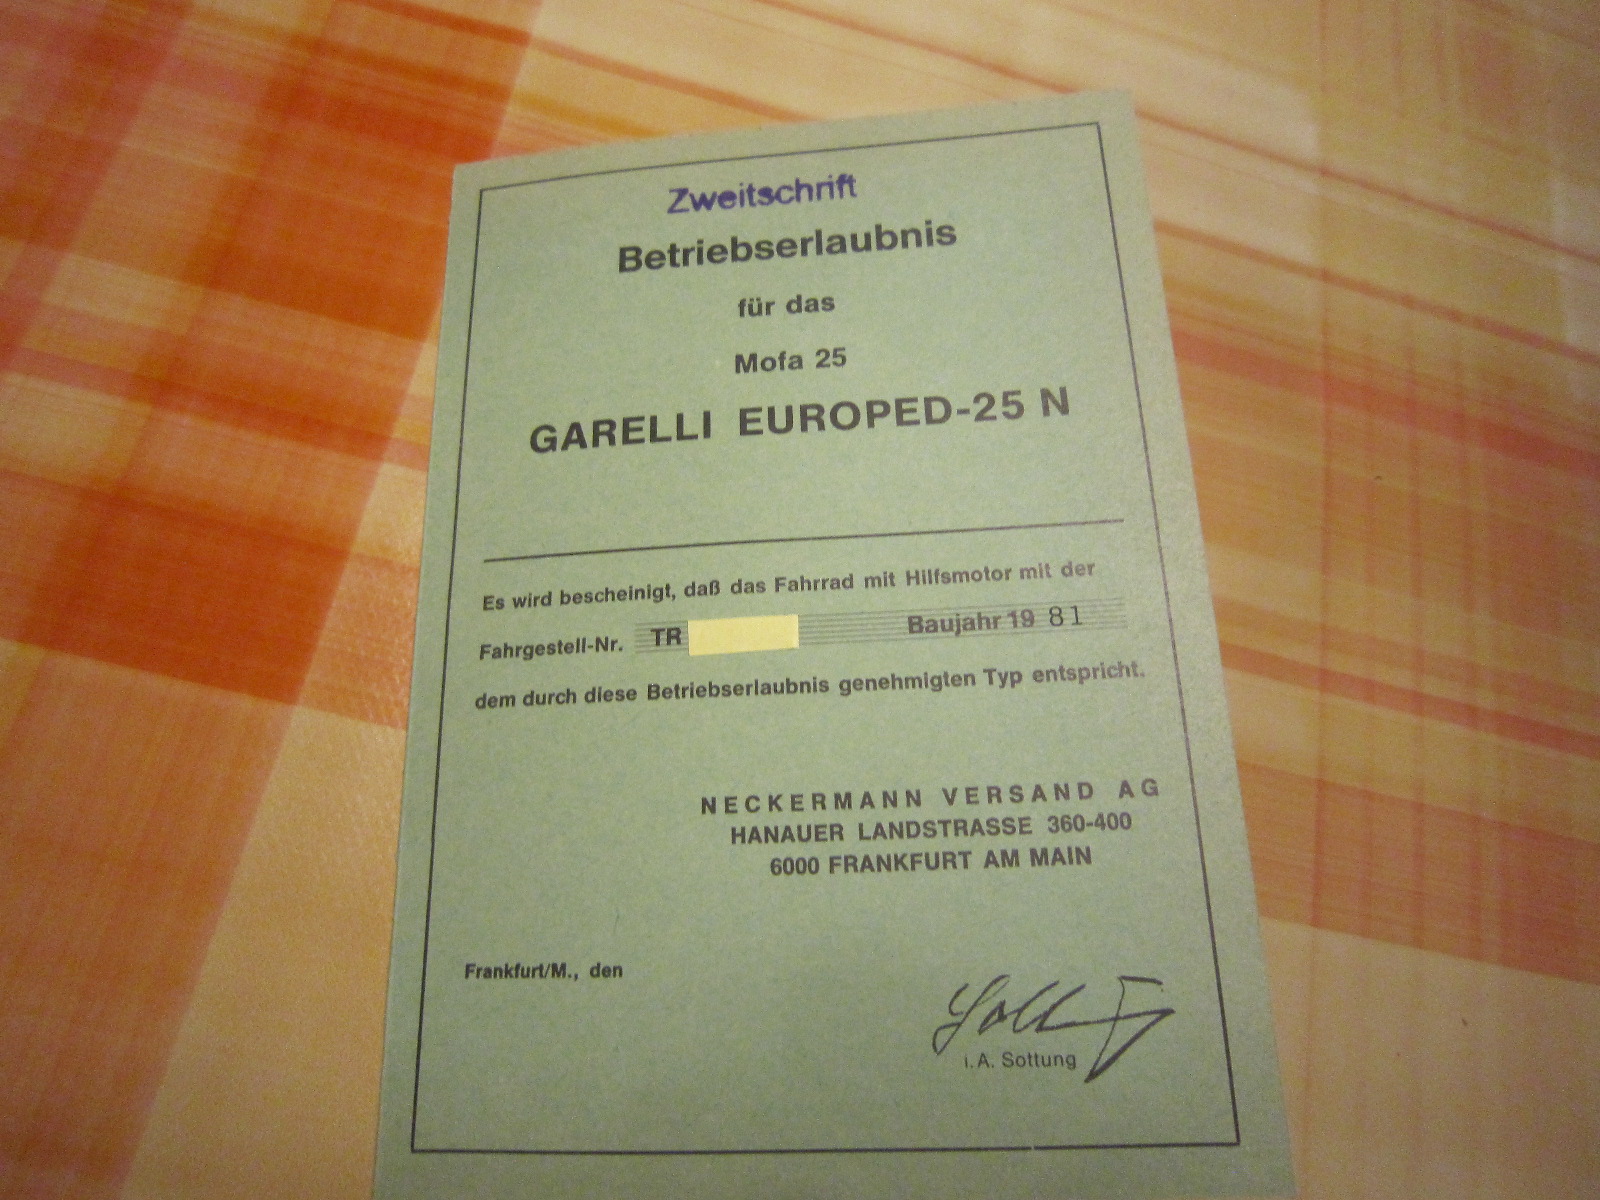 Zweitschrift
Betriebserlaubnis
für das
Mofa 25
GARELLI EUROPED-25 N
Es wird bescheinigt, daß das Fahrrad mit Hilfsmotor mit der
Fahrgestell-Nr. TR Baujahr 19 81
dem durch diese Betriebserlaubnis genehmigten Typ entspricht.
NECKERMANN VERSAND AG
HANAUER LANDSTRASSE 360-400
6000 FRANKFURT AM MAIN
Frankfurt/M., den
i.A. Sottung